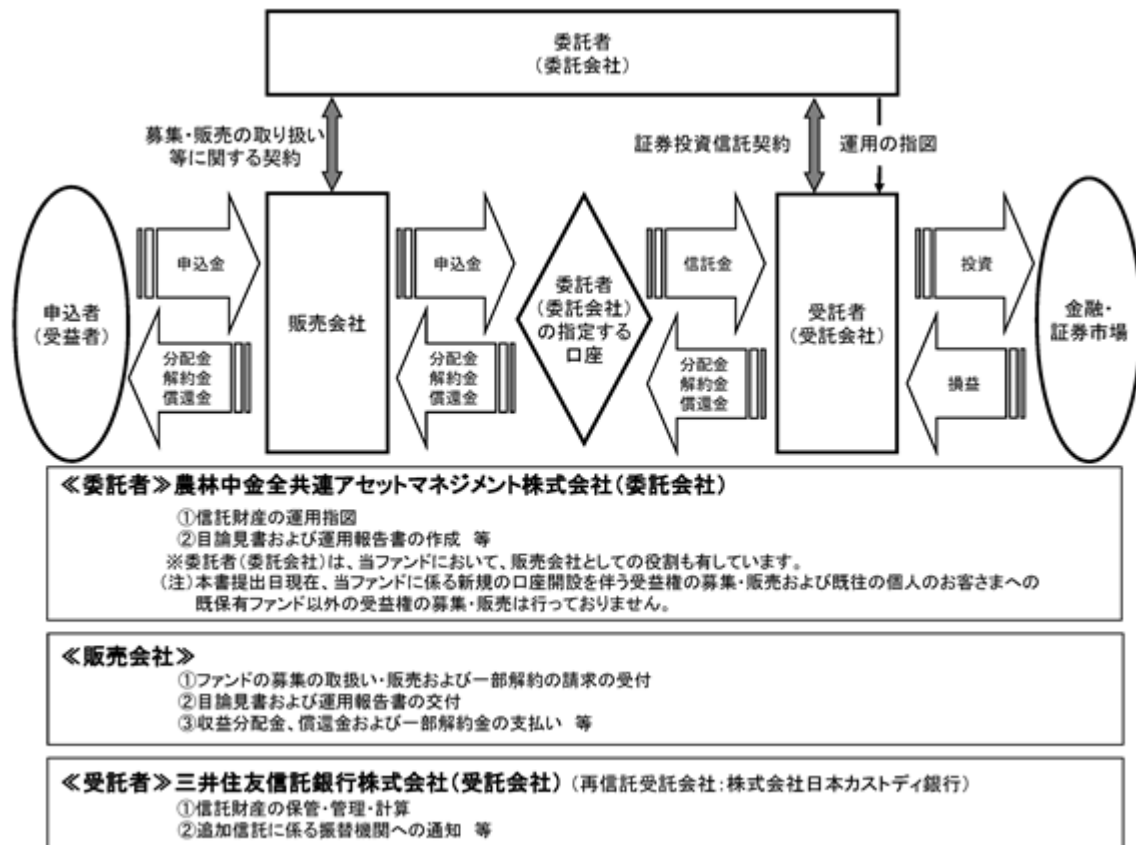 委託者
（委託会社）
募集・販売の取り扱い
等に関する契約
証券投資信託契約
運用の指図
申込金
申込金
信託金
投資
申込者
（受益者）
販売会社
委託者
（委託会社）
の指定する
口座
受託者
（受託会社）
金融・
証券市場
分配金
解約金
償還金
分配金
解約金
償還金
分配金
解約金
償還金
損益
≪委託者≫農林中金全共連アセットマネジメント株式会社（委託会社）
①信託財産の運用指図
②目論見書および運用報告書の作成　等
※委託者（委託会社）は、当ファンドにおいて、販売会社としての役割も有しています。
（注）本書提出日現在、当ファンドに係る新規の口座開設を伴う受益権の募集・販売および既往の個人のお客さまへの
既保有ファンド以外の受益権の募集・販売は行っておりません。
≪販売会社≫
①ファンドの募集の取扱い・販売および一部解約の請求の受付
②目論見書および運用報告書の交付
③収益分配金、償還金および一部解約金の支払い　等
≪受託者≫三井住友信託銀行株式会社（受託会社）（再信託受託会社：株式会社日本カストディ銀行）
①信託財産の保管・管理・計算
②追加信託に係る振替機関への通知　等